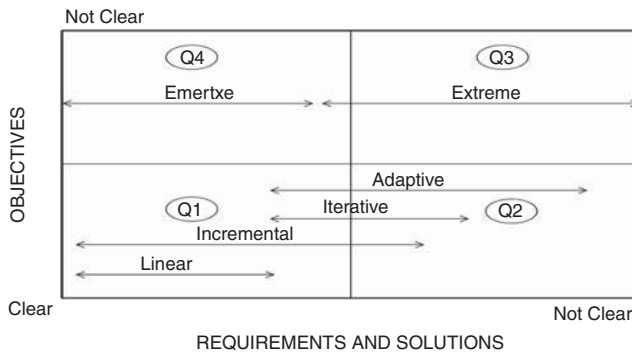 Not Clear
Q4 Q3
Emertxe Extreme
OBJECTIVES
Adaptive
Q1 Iterative Q2
Incremental
Linear
Clear Not Clear
REQUIREMENTS AND SOLUTIONS